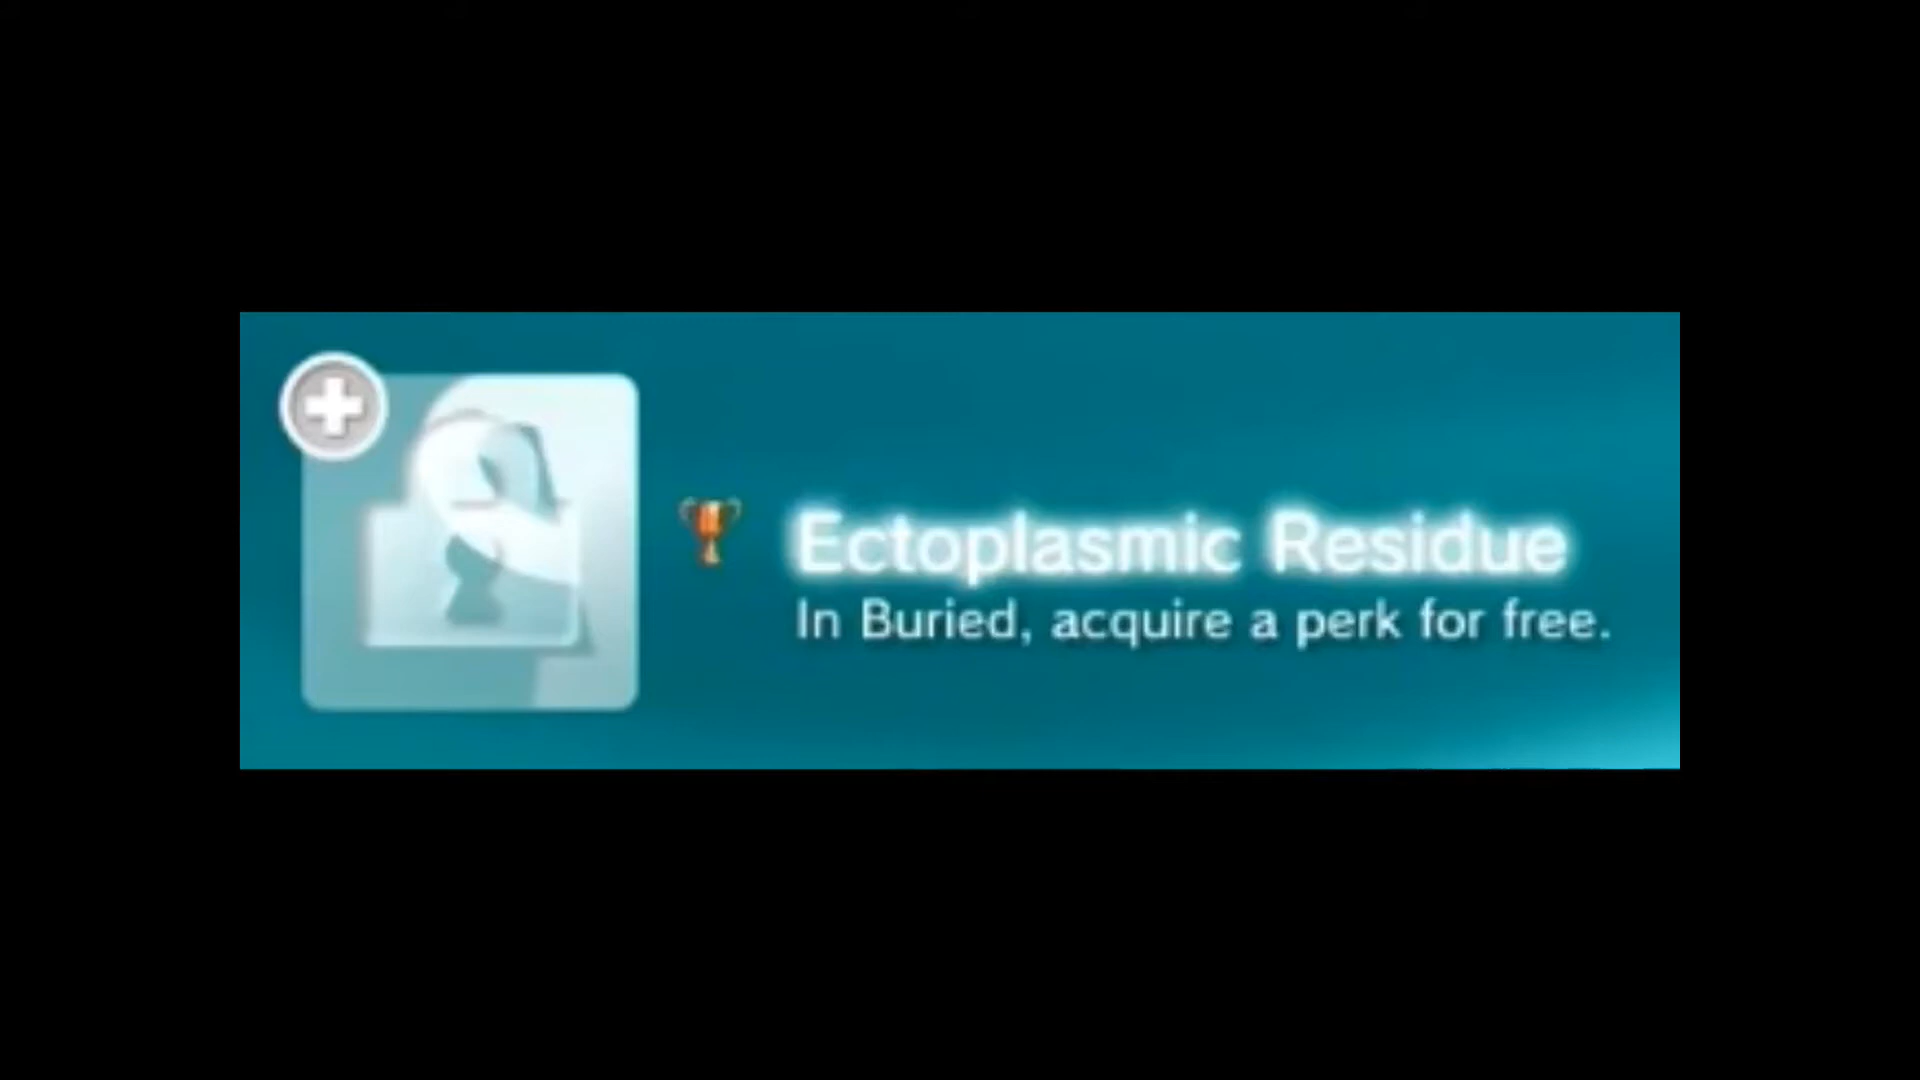 Ectoplasmic Residue
In Buried, acquire a perk for free.